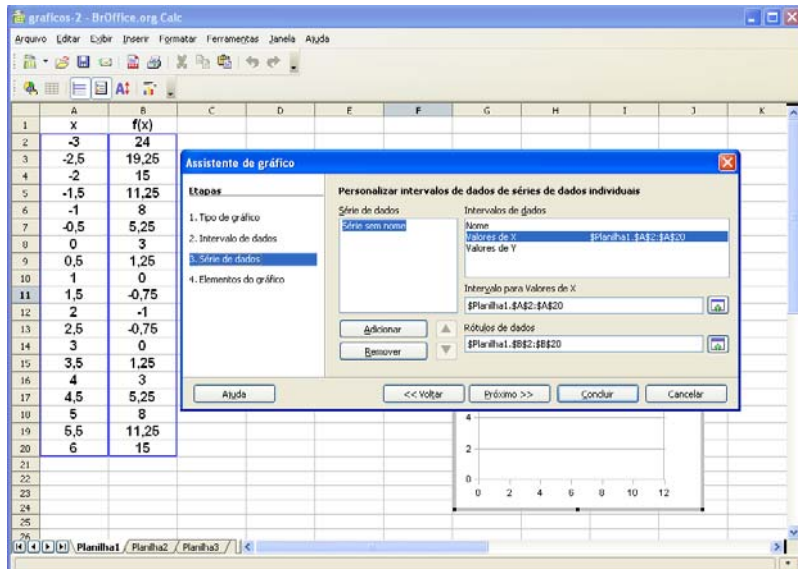 graficos-2 - BrOffice.org Calc
Arquivo Editar Exibir Inserir Formatar Ferramentas Janela Ajuda
A B C D E F G H I J K
1 x f(x)
2 -3 24
3 -2,5 19,25
4 -2 15
5 -1,5 11,25
6 -1 8
7 -0,5 5,25
8 0 3
9 0,5 1,25
10 1 0
11 1,5 -0,75
12 2 -1
13 2,5 -0,75
14 3 0
15 3,5 1,25
16 4 3
17 4,5 5,25
18 5 8
19 5,5 11,25
20 6 15
21
22
23
24
25
26
Assistente de gráfico
Etapas
1. Tipo de gráfico
2. Intervalo de dados
3. Série de dados
4. Elementos do gráfico
Personalizar intervalos de dados de séries de dados individuais
Série de dados
Série sem nome
Intervalos de dados
Nome
Valores de X $Planilha1.$A$2:$A$20
Valores de Y
Intervalo para Valores de X
$Planilha1.$A$2:$A$20
Adicionar
Remover
Rótulos de dados
$Planilha1.$B$2:$B$20
Ajuda << Voltar Próximo >> Concluir Cancelar
4
2
0
0 2 4 6 8 10 12
Planilha1 Planilha2 Planilha3